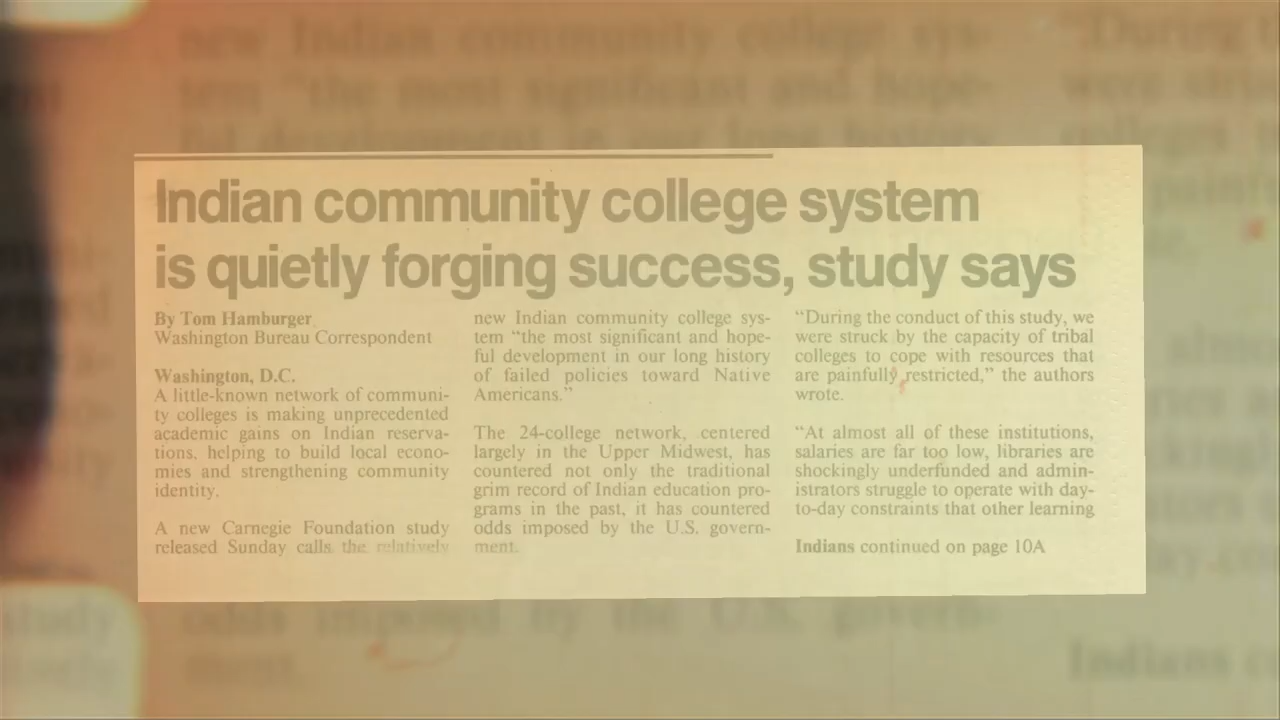 Indian community college system
is quietly forging success, study says
By Tom Hamburger
Washington Bureau Correspondent
Washington, D.C.
A little-known network of communi-
ty colleges is making unprecedented
academic gains on Indian reserva-
tions, helping to build local econo-
mies and strengthening community
identity.
A new Carnegie Foundation study
released Sunday calls the relatively
new Indian community college sys-
tem “the most significant and hope-
ful development in our long history
of failed policies toward Native
Americans.”
The 24-college network, centered
largely in the Upper Midwest, has
countered not only the traditional
grim record of Indian education pro-
grams in the past, it has countered
odds imposed by the U.S. govern-
ment.
“During the conduct of this study, we
were struck by the capacity of tribal
colleges to cope with resources that
are painfully restricted,” the authors
wrote.
“At almost all of these institutions,
salaries are far too low, libraries are
shockingly underfunded and admin-
istrators struggle to operate with day-
to-day constraints that other learning
Indians continued on page 10A